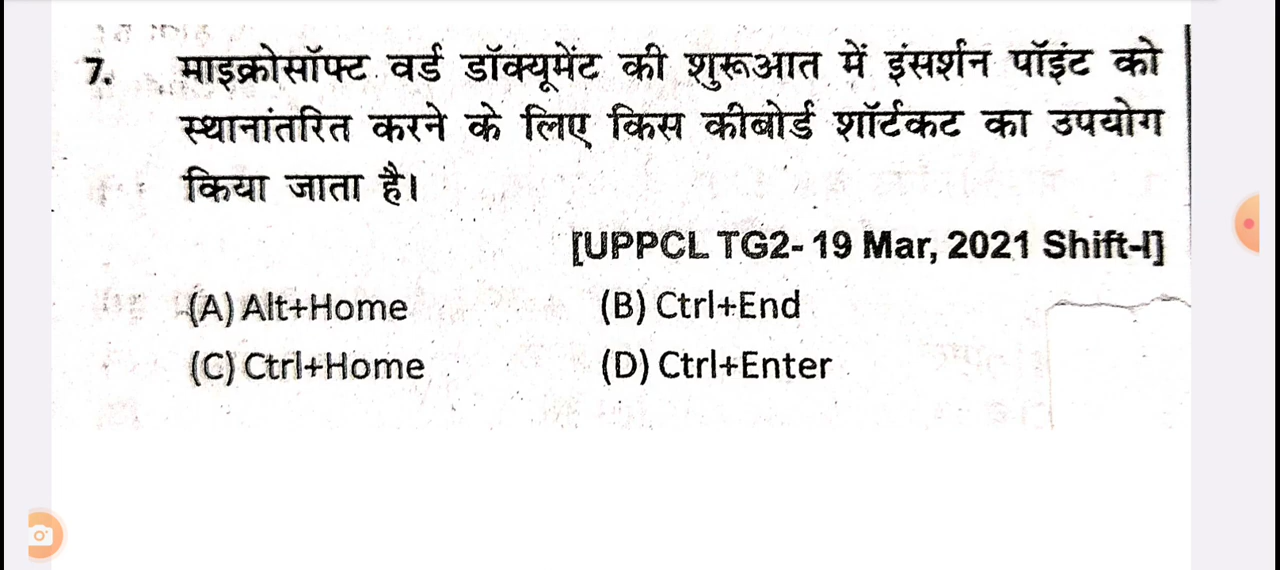 7. माइक्रोसॉफ्ट वर्ड डॉक्यूमेंट की शुरूआत में इंसर्शन पॉइंट को
स्थानांतरित करने के लिए किस कीबोर्ड शॉर्टकट का उपयोग
किया जाता है।
[UPPCL TG2- 19 Mar, 2021 Shift-I]
(A) Alt+Home (B) Ctrl+End
(C) Ctrl+Home (D) Ctrl+Enter